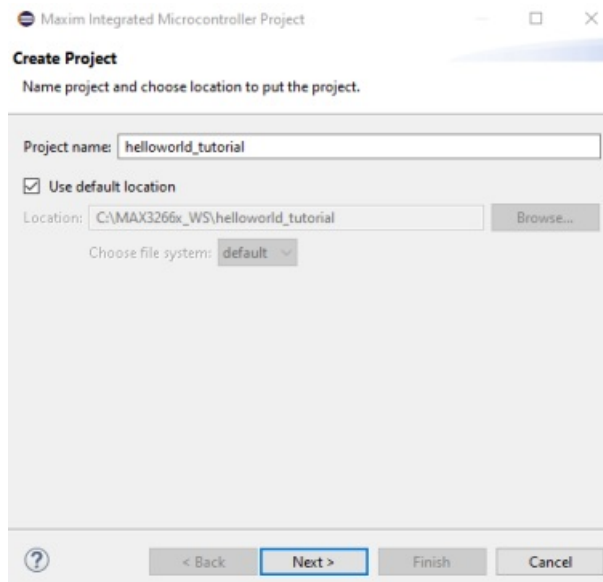 Maxim Integrated Microcontroller Project
Create Project
Name project and choose location to put the project.
Project name: helloworld_tutorial
Use default location
Location: C:\MAX3266x_WS\helloworld_tutorial Browse...
Choose file system: default
? < Back Next > Finish Cancel